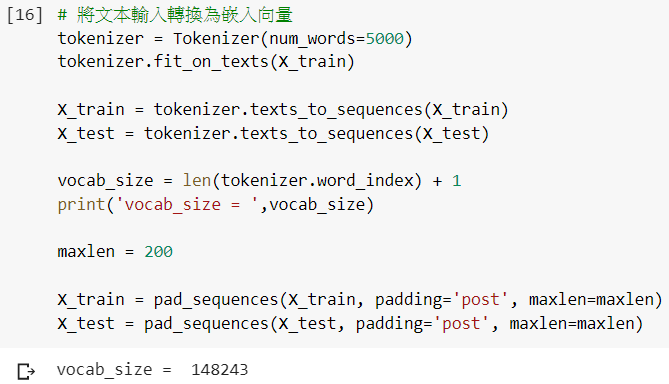 [16] # 將文本輸入轉換為嵌入向量
tokenizer = Tokenizer(num_words=5000)
tokenizer.fit_on_texts(X_train)
X_train = tokenizer.texts_to_sequences(X_train)
X_test = tokenizer.texts_to_sequences(X_test)
vocab_size = len(tokenizer.word_index) + 1
print('vocab_size = ',vocab_size)
maxlen = 200
X_train = pad_sequences(X_train, padding='post', maxlen=maxlen)
X_test = pad_sequences(X_test, padding='post', maxlen=maxlen)
vocab_size =  148243